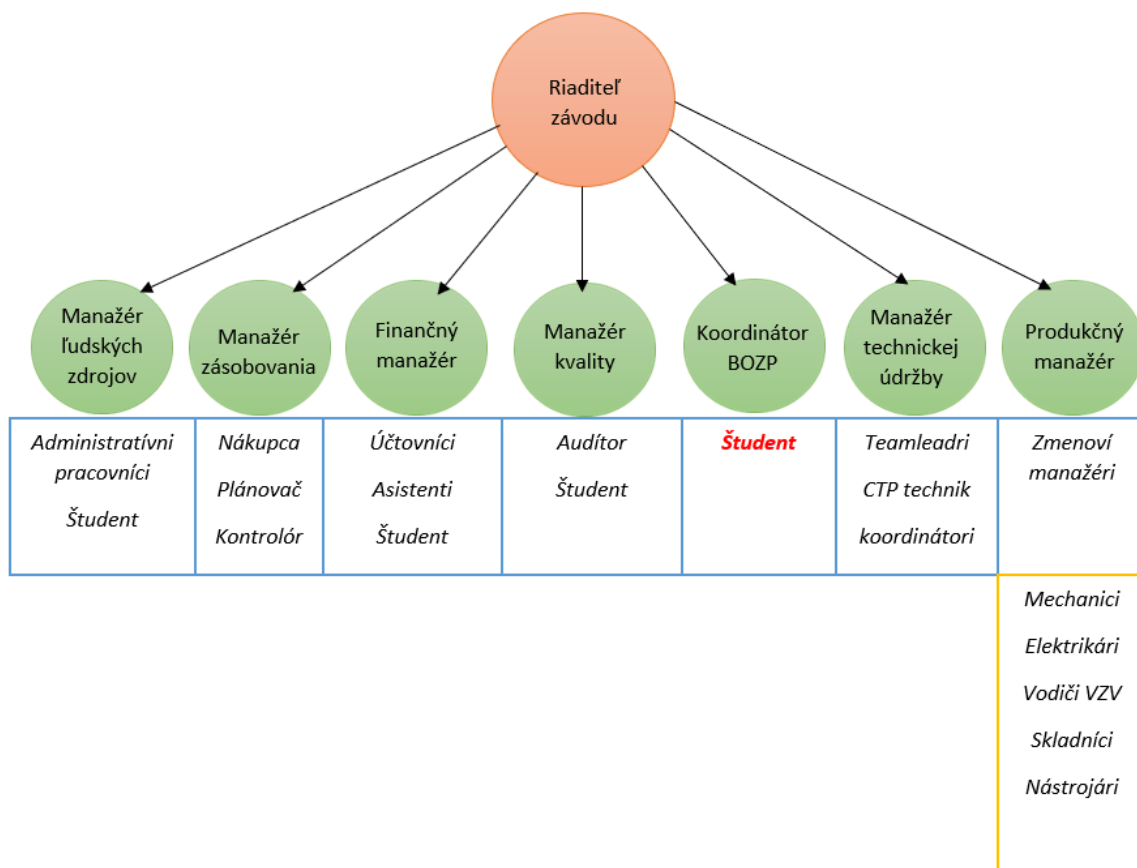 Riaditeľ
závodu
Manažér
ľudských
zdrojov
Manažér
zásobovania
Finančný
manažér
Manažér
kvality
Koordinátor
BOZP
Manažér
technickej
údržby
Produkčný
manažér
Administratívni
pracovníci
Študent
Nákupca
Plánovač
Kontrolór
Účtovníci
Asistenti
Študent
Audítor
Študent
Študent
Teamleadri
CTP technik
koordinátori
Zmenoví
manažéri
Mechanici
Elektrikári
Vodiči VZV
Skladníci
Nástrojári